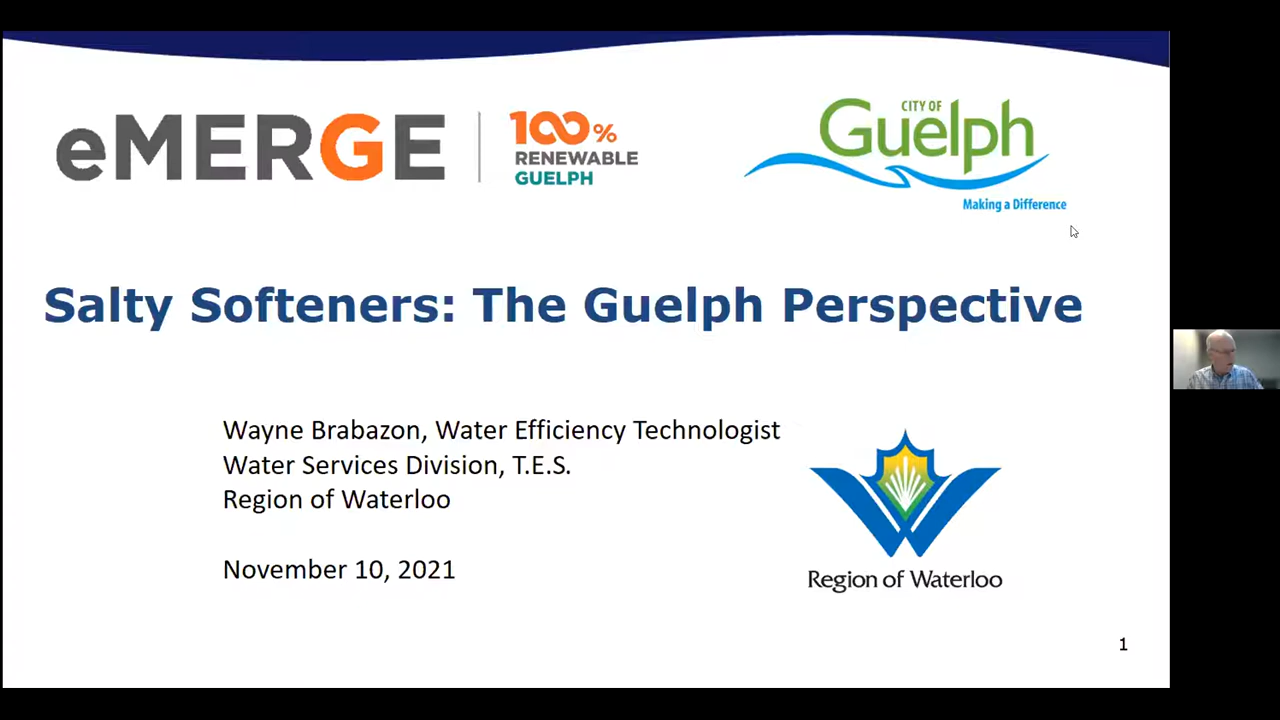 eMERGE
100%
RENEWABLE
GUELPH
CITY OF
Guelph
Making a Difference
Salty Softeners: The Guelph Perspective
Wayne Brabazon, Water Efficiency Technologist
Water Services Division, T.E.S.
Region of Waterloo
November 10, 2021
Region of Waterloo
1